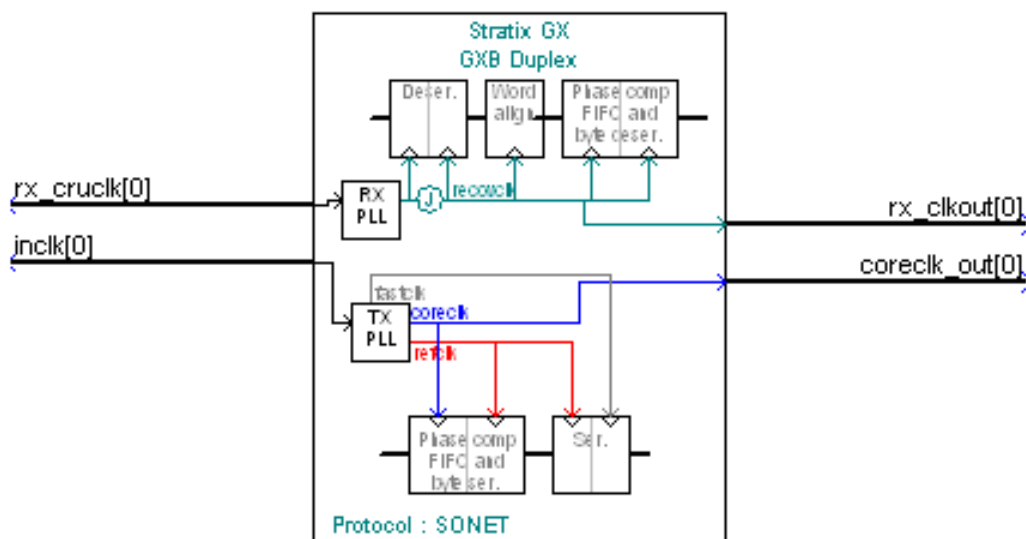 Stratix GX
GXB Duplex
Deser.
Word
align
Phase comp
FIFO and
byte deser.
rx_cruclk[0]
RX
PLL
J
recovclk
rx_clkout[0]
inclk[0]
coreclk_out[0]
fastclk
TX
PLL
coreclk
refclk
Phase comp
FIFO and
byte ser.
Ser.
Protocol : SONET